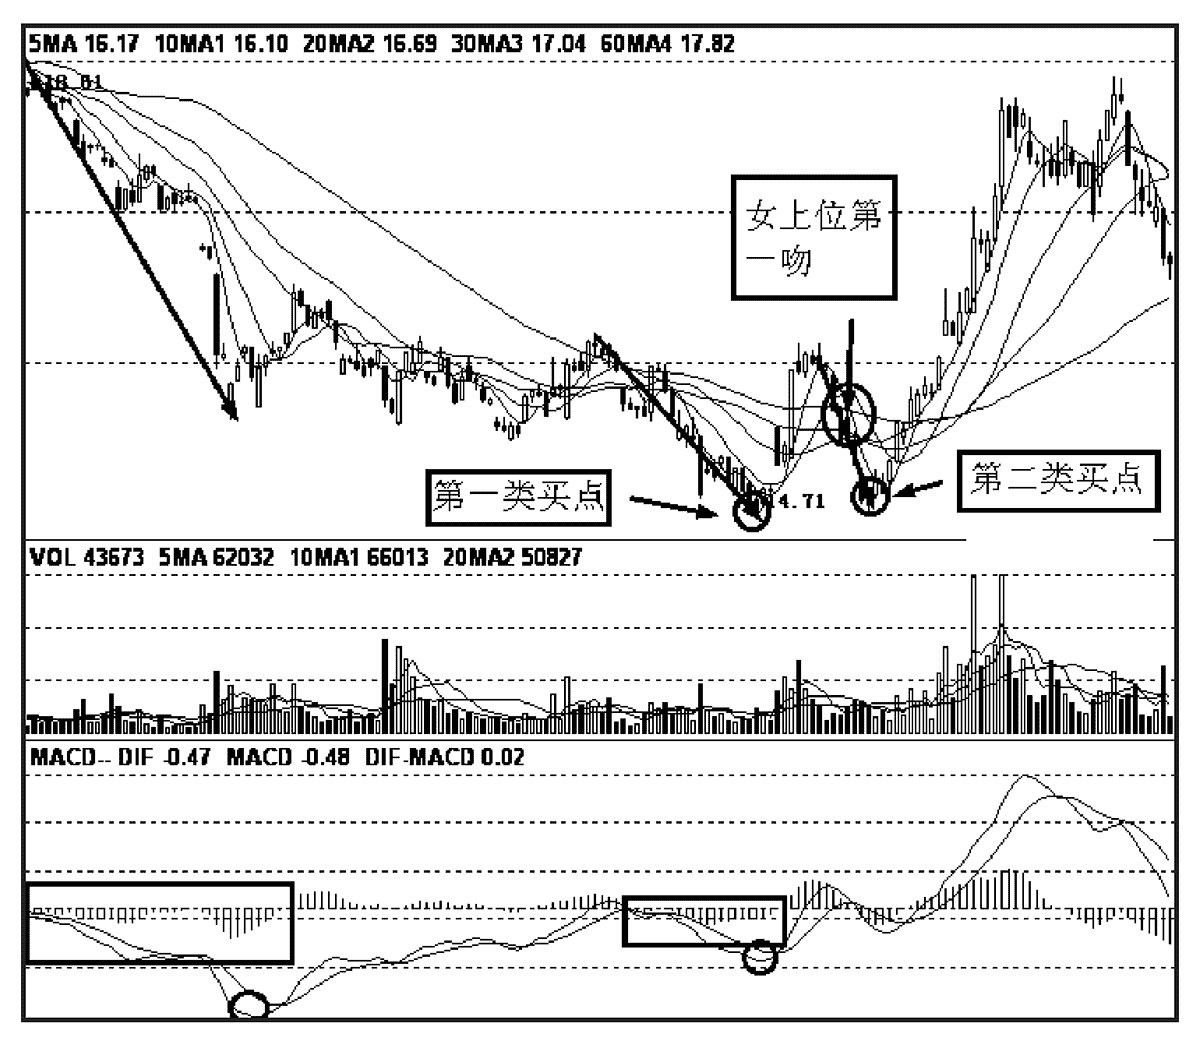 5MA 16.17 10MA1 16.10 20MA2 16.69 30MA3 17.04 60MA4 17.82
女上位第
一吻
第一类买点
4.71
第二类买点
VOL 43673 5MA 62032 10MA1 66013 20MA2 50827
MACD-- DIF -0.47 MACD -0.48 DIF-MACD 0.02